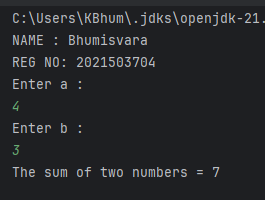 C:\Users\KBhum\.jdks\openjdk-21.
NAME : Bhumisvara
REG NO: 2021503704
Enter a :
4
Enter b :
3
The sum of two numbers = 7